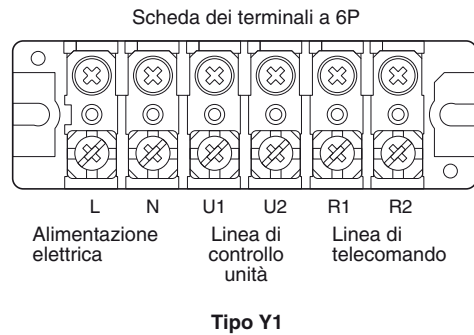 Scheda dei terminali a 6P
L N U1 U2 R1 R2
Alimentazione
elettrica
Linea di
controllo
unità
Linea di
telecomando
Tipo Y1